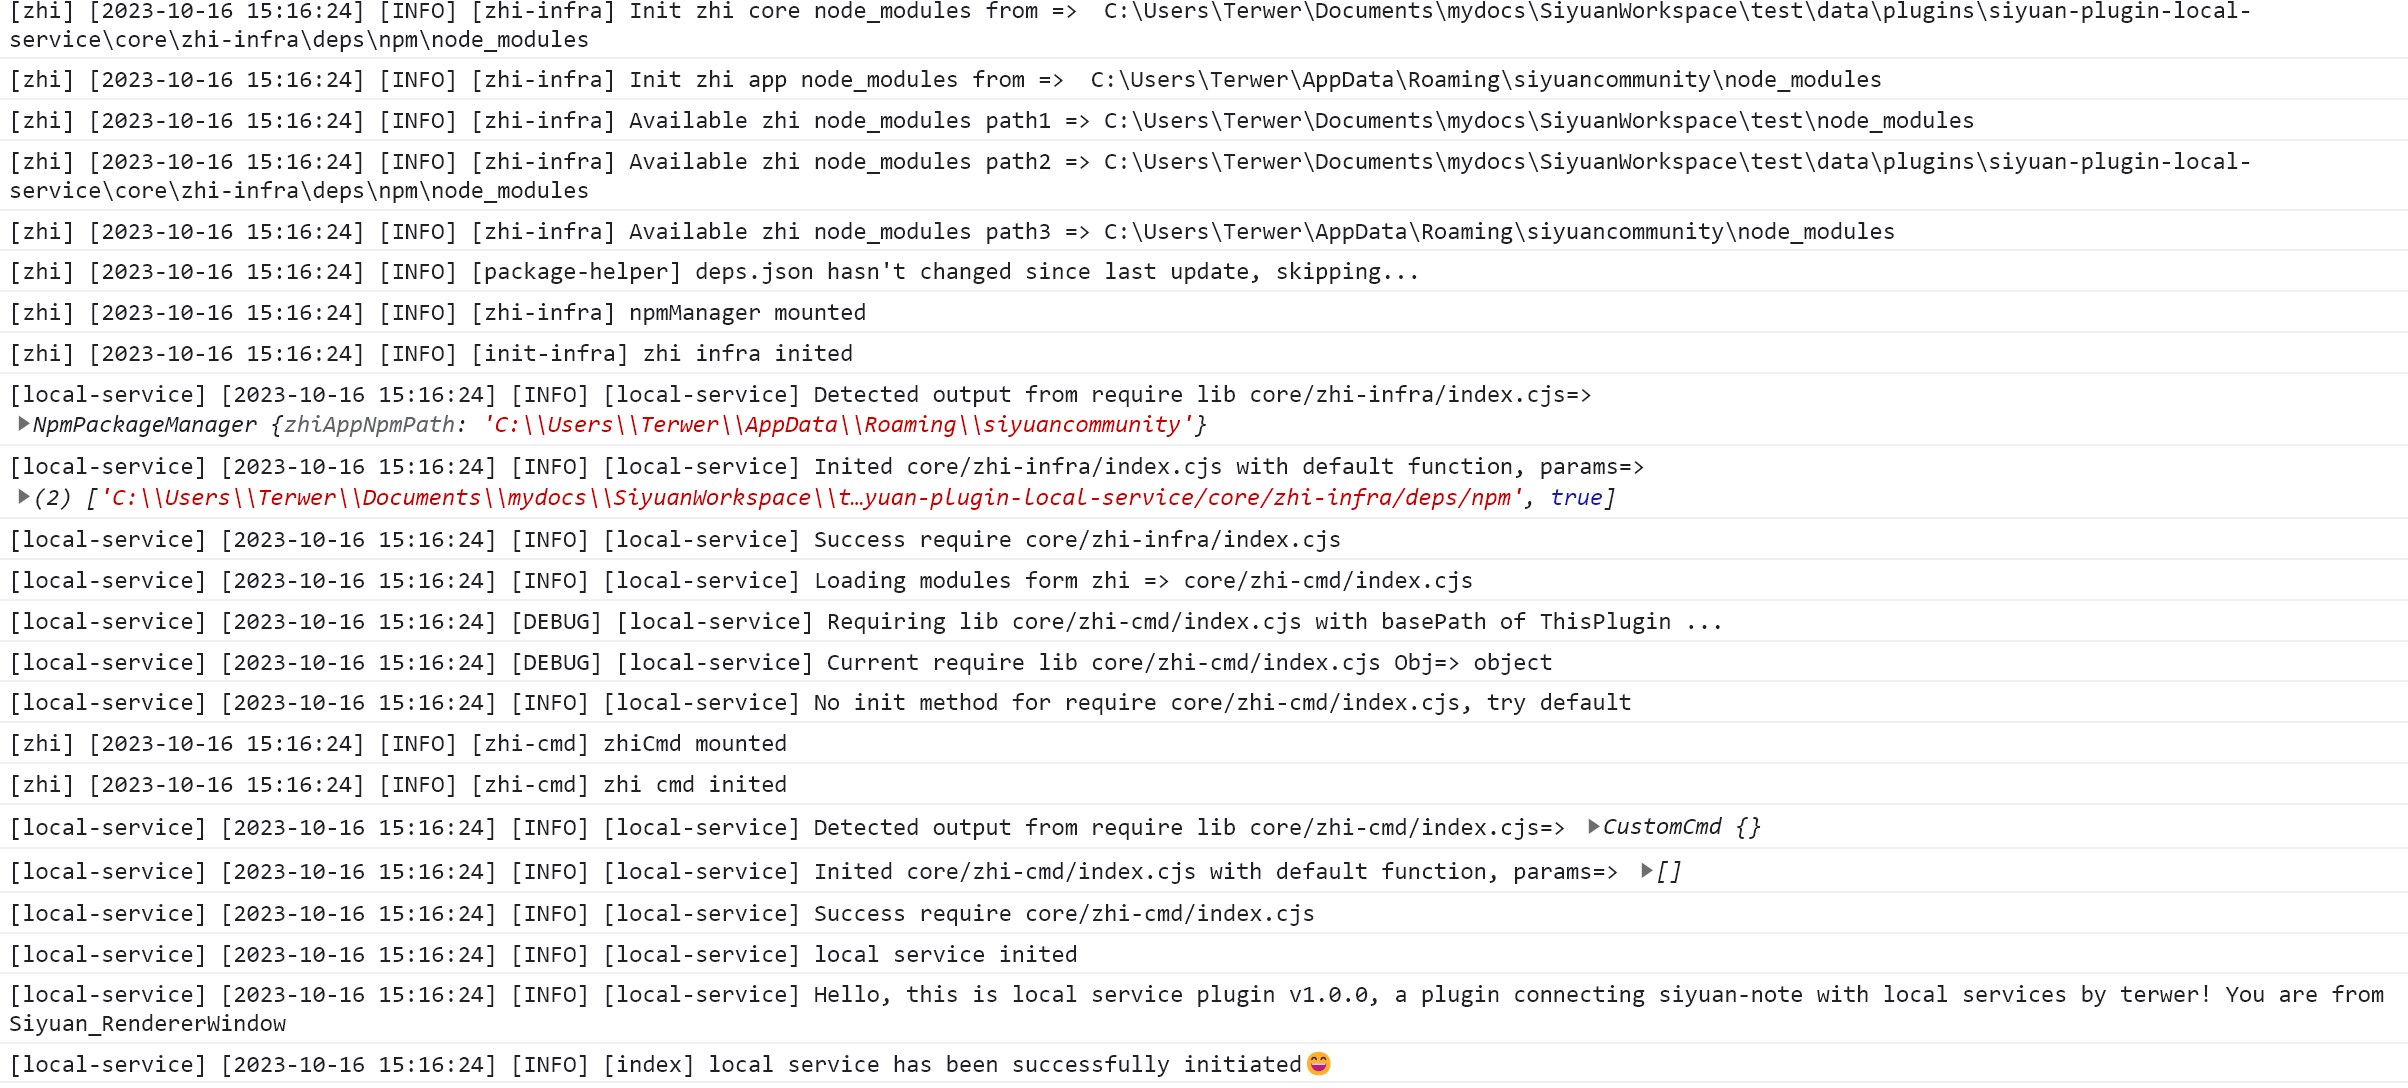 [zhi] [2023-10-16 15:16:24] [INFO] [zhi-infra] Init zhi core node_modules from =>  C:\Users\Terwer\Documents\mydocs\SiyuanWorkspace\test\data\plugins\siyuan-plugin-local-
service\core\zhi-infra\deps\npm\node_modules
[zhi] [2023-10-16 15:16:24] [INFO] [zhi-infra] Init zhi app node_modules from =>  C:\Users\Terwer\AppData\Roaming\siyuancommunity\node_modules
[zhi] [2023-10-16 15:16:24] [INFO] [zhi-infra] Available zhi node_modules path1 => C:\Users\Terwer\Documents\mydocs\SiyuanWorkspace\test\node_modules
[zhi] [2023-10-16 15:16:24] [INFO] [zhi-infra] Available zhi node_modules path2 => C:\Users\Terwer\Documents\mydocs\SiyuanWorkspace\test\data\plugins\siyuan-plugin-local-
service\core\zhi-infra\deps\npm\node_modules
[zhi] [2023-10-16 15:16:24] [INFO] [zhi-infra] Available zhi node_modules path3 => C:\Users\Terwer\AppData\Roaming\siyuancommunity\node_modules
[zhi] [2023-10-16 15:16:24] [INFO] [package-helper] deps.json hasn't changed since last update, skipping...
[zhi] [2023-10-16 15:16:24] [INFO] [zhi-infra] npmManager mounted
[zhi] [2023-10-16 15:16:24] [INFO] [init-infra] zhi infra inited
[local-service] [2023-10-16 15:16:24] [INFO] [local-service] Detected output from require lib core/zhi-infra/index.cjs=>
▶NpmPackageManager {zhiAppNpmPath: 'C:\\Users\\Terwer\\AppData\\Roaming\\siyuancommunity'}
[local-service] [2023-10-16 15:16:24] [INFO] [local-service] Inited core/zhi-infra/index.cjs with default function, params=>
▶(2) ['C:\\Users\\Terwer\\Documents\\mydocs\\SiyuanWorkspace\\t…yuan-plugin-local-service/core/zhi-infra/deps/npm', true]
[local-service] [2023-10-16 15:16:24] [INFO] [local-service] Success require core/zhi-infra/index.cjs
[local-service] [2023-10-16 15:16:24] [INFO] [local-service] Loading modules form zhi => core/zhi-cmd/index.cjs
[local-service] [2023-10-16 15:16:24] [DEBUG] [local-service] Requiring lib core/zhi-cmd/index.cjs with basePath of ThisPlugin ...
[local-service] [2023-10-16 15:16:24] [DEBUG] [local-service] Current require lib core/zhi-cmd/index.cjs Obj=> object
[local-service] [2023-10-16 15:16:24] [INFO] [local-service] No init method for require core/zhi-cmd/index.cjs, try default
[zhi] [2023-10-16 15:16:24] [INFO] [zhi-cmd] zhiCmd mounted
[zhi] [2023-10-16 15:16:24] [INFO] [zhi-cmd] zhi cmd inited
[local-service] [2023-10-16 15:16:24] [INFO] [local-service] Detected output from require lib core/zhi-cmd/index.cjs=>  ▶CustomCmd {}
[local-service] [2023-10-16 15:16:24] [INFO] [local-service] Inited core/zhi-cmd/index.cjs with default function, params=>  ▶[]
[local-service] [2023-10-16 15:16:24] [INFO] [local-service] Success require core/zhi-cmd/index.cjs
[local-service] [2023-10-16 15:16:24] [INFO] [local-service] local service inited
[local-service] [2023-10-16 15:16:24] [INFO] [local-service] Hello, this is local service plugin v1.0.0, a plugin connecting siyuan-note with local services by terwer! You are from
Siyuan_RendererWindow
[local-service] [2023-10-16 15:16:24] [INFO] [index] local service has been successfully initiated😄